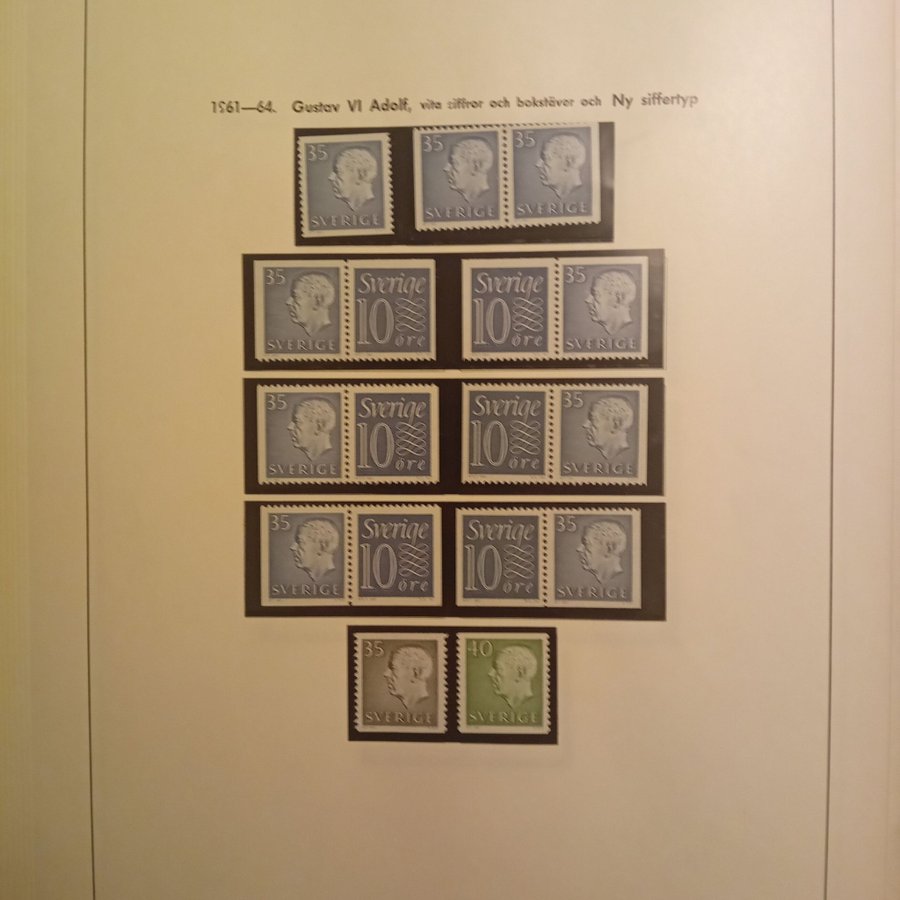 1961—64. Gustav VI Adolf, vita siffror och bokstäver och Ny siffertyp
35 SVERIGE 35 SVERIGE 35 SVERIGE
35 SVERIGE Sverige 10 öre Sverige 10 öre 35 SVERIGE
35 SVERIGE Sverige 10 öre Sverige 10 öre 35 SVERIGE
35 SVERIGE Sverige 10 öre Sverige 10 öre 35 SVERIGE
35 SVERIGE 40 SVERIGE